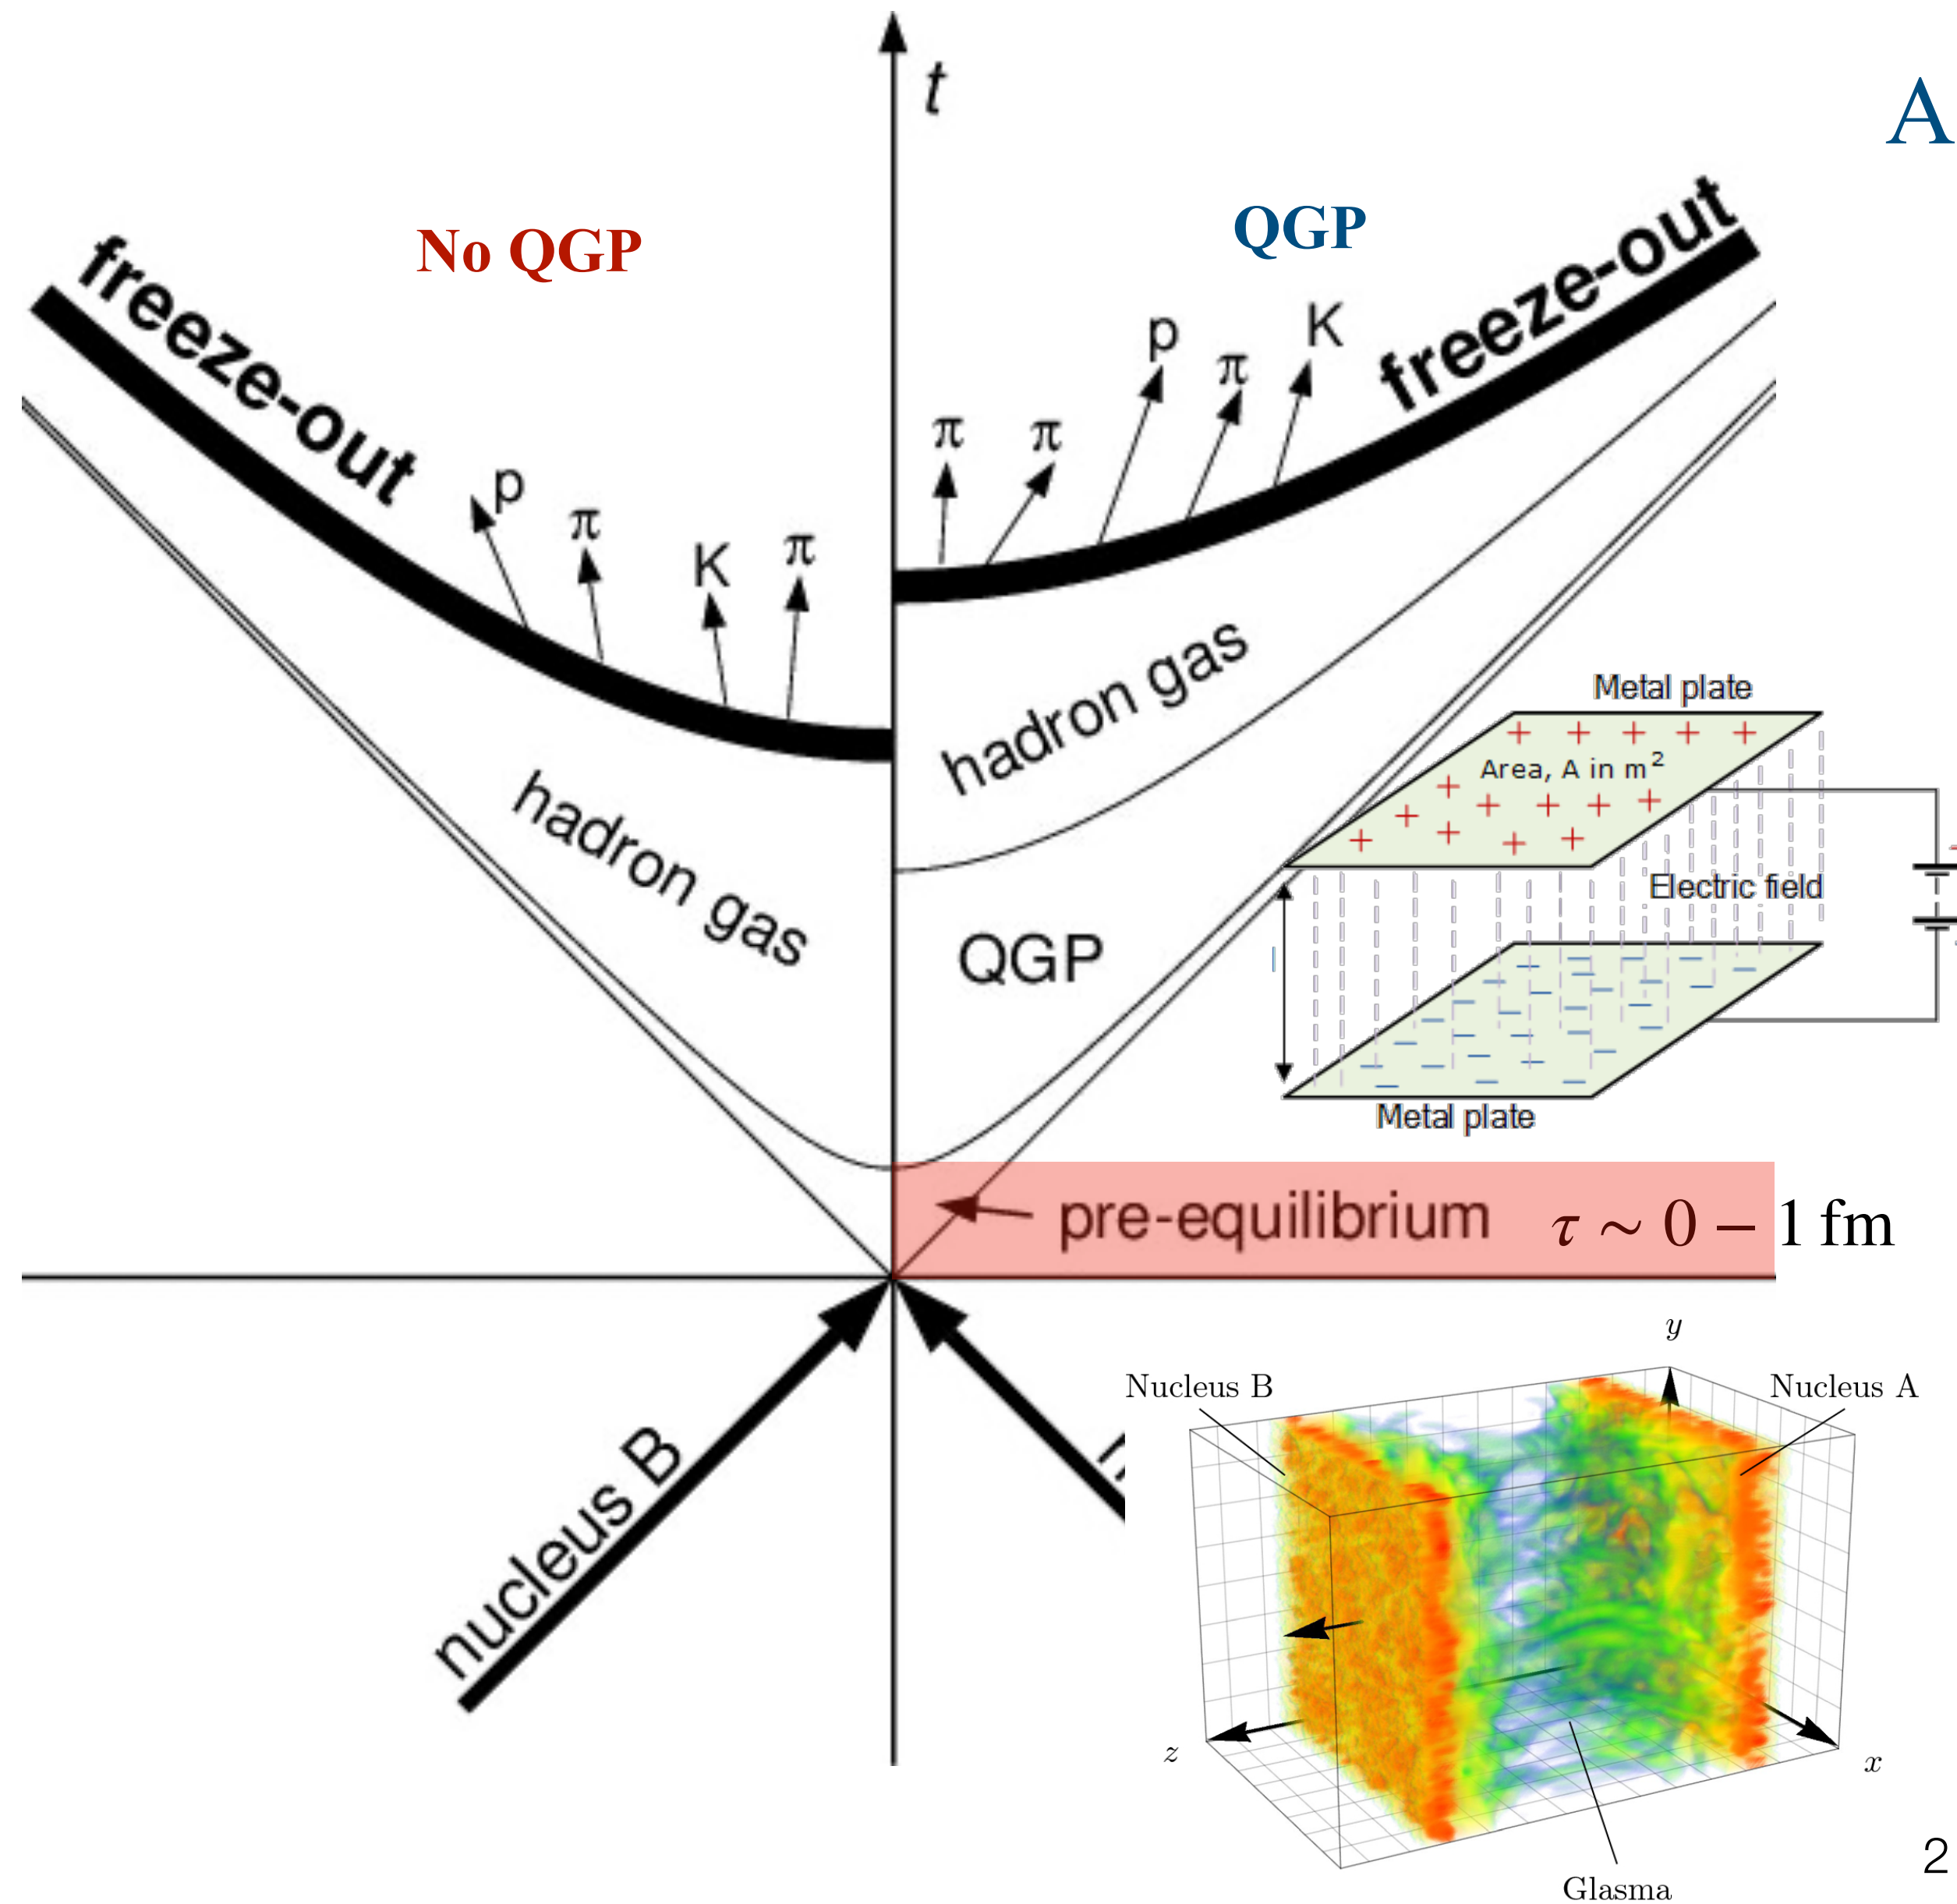 t
A
No QGP
QGP
freeze-out
freeze-out
p
π
K
π
π
π
p
π
K
hadron gas
hadron gas
QGP
Metal plate
Area, A in m²
Electric field
Metal plate
pre-equilibrium
τ ∼ 0 − 1 fm
nucleus B
y
Nucleus B
Nucleus A
z
x
Glasma
2